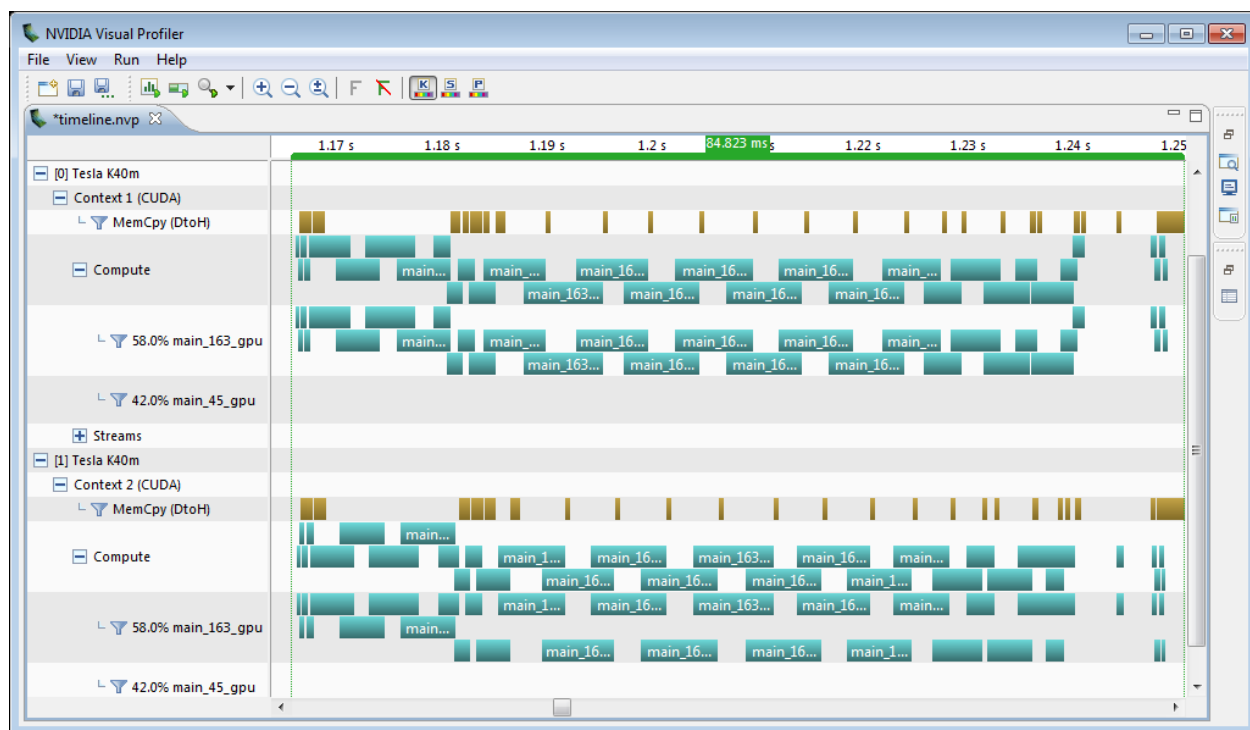 NVIDIA Visual Profiler
File View Run Help
K S P
*timeline.nvp
1.17 s 1.18 s 1.19 s 1.2 s 84.823 ms s 1.22 s 1.23 s 1.24 s 1.25
[0] Tesla K40m
Context 1 (CUDA)
MemCpy (DtoH)
Compute
main... main_... main_16... main_16... main_16... main_...
main_163... main_16... main_16... main_16...
58.0% main_163_gpu
main... main_... main_16... main_16... main_16... main_...
main_163... main_16... main_16... main_16...
42.0% main_45_gpu
Streams
[1] Tesla K40m
Context 2 (CUDA)
MemCpy (DtoH)
main...
Compute
main_1... main_16... main_163... main_16... main...
main_16... main_16... main_16... main_1...
main_1... main_16... main_163... main_16... main...
58.0% main_163_gpu
main...
main_16... main_16... main_16... main_1...
42.0% main_45_gpu